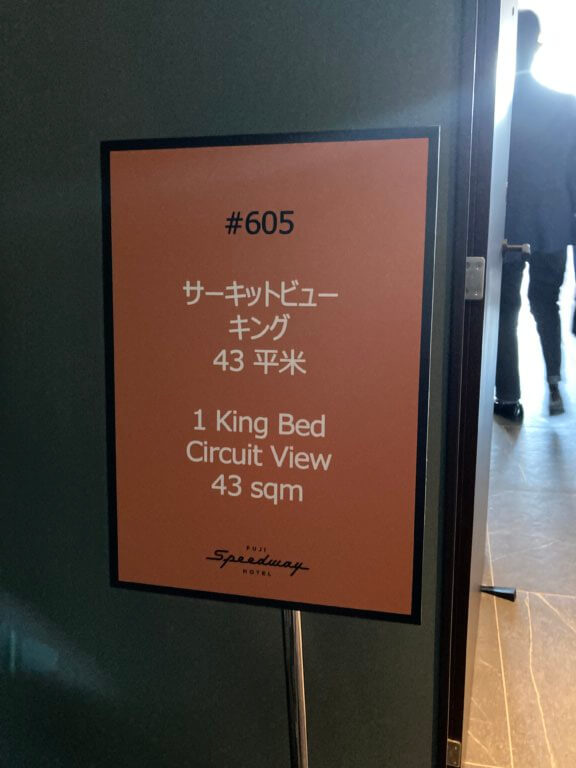 #605
サーキットビュー
キング
43 平米
1 King Bed
Circuit View
43 sqm
FUJI
Speedway
HOTEL